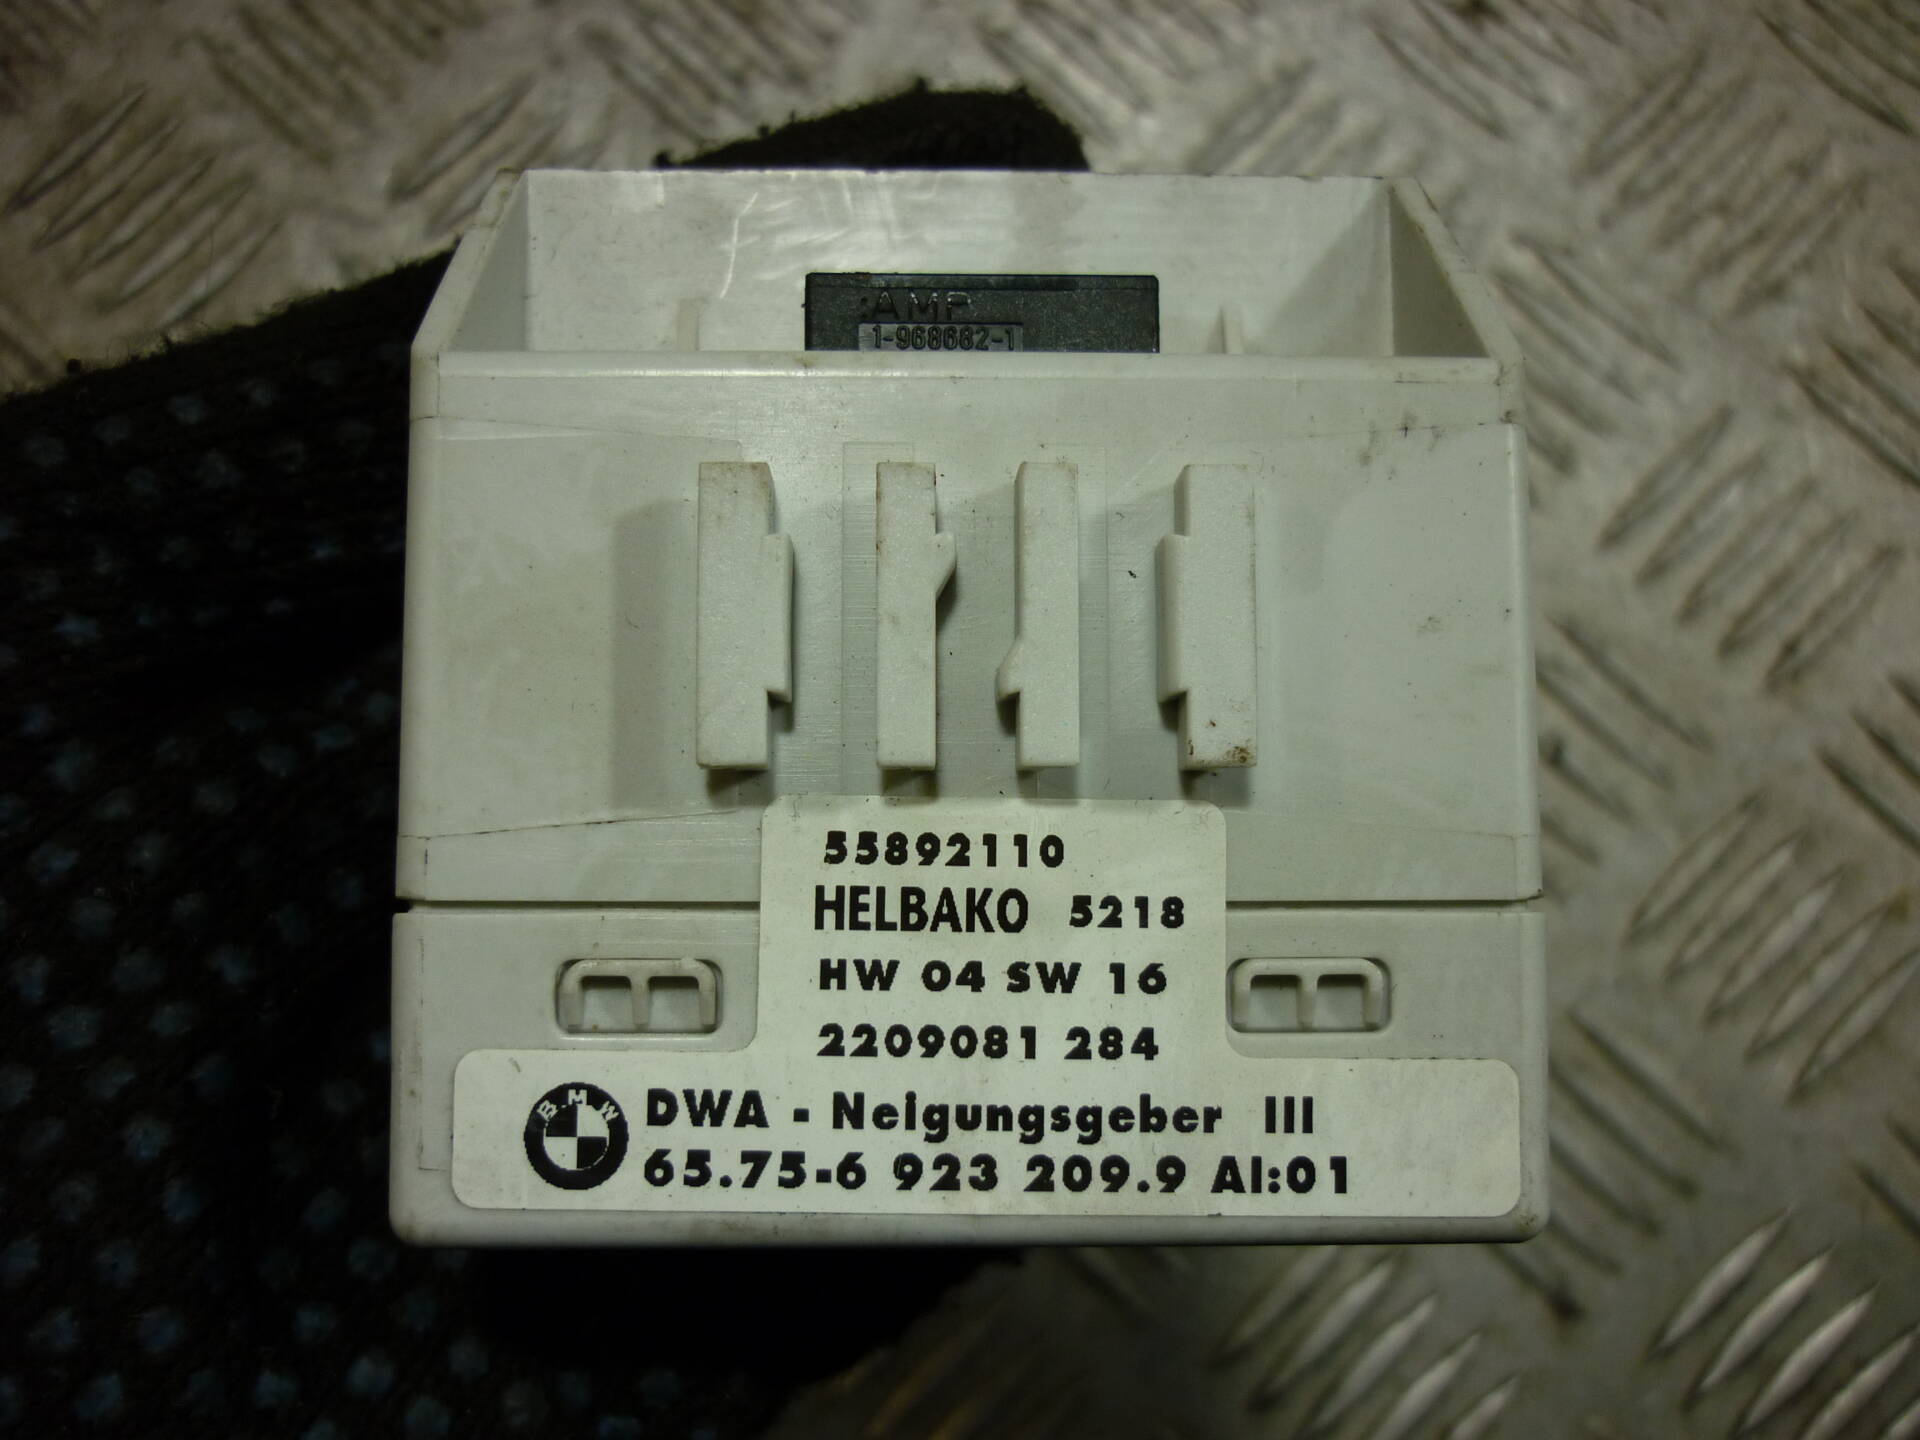 :AMP
1-968682-1
55892110
HELBAKO 5218
HW 04 SW 16
2209081 284
BMW
DWA - Neigungsgeber III
65.75-6 923 209.9 AI:01